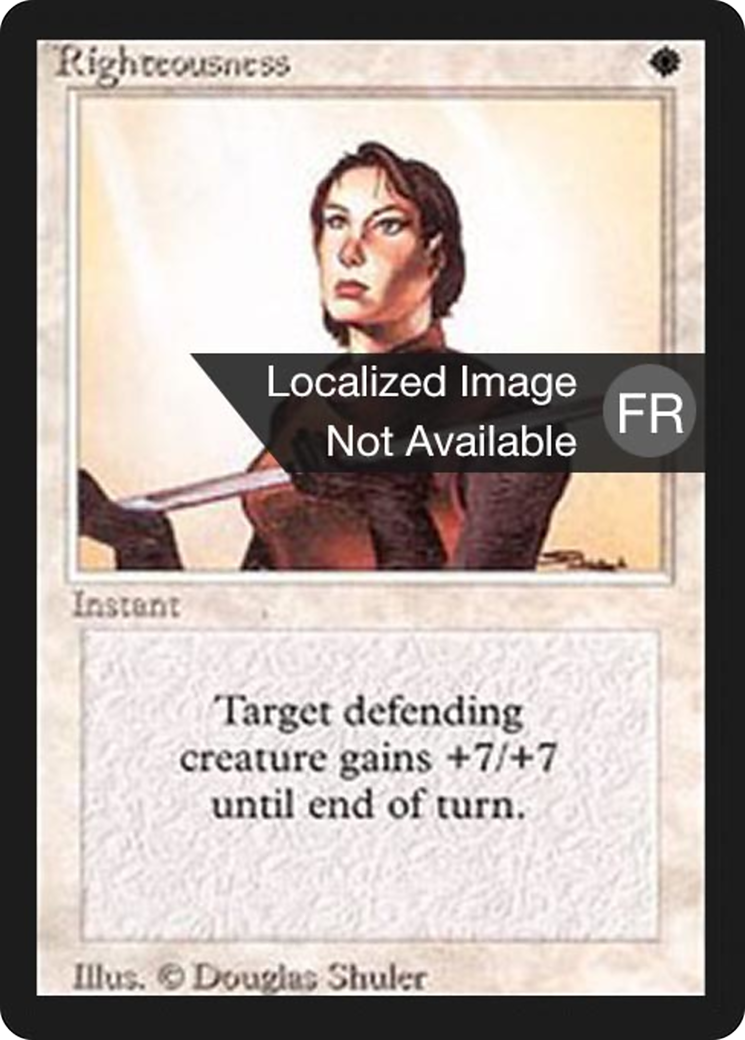 Righteousness
Localized Image
Not Available
FR
Instant
Target defending
creature gains +7/+7
until end of turn.
Illus. © Douglas Shuler